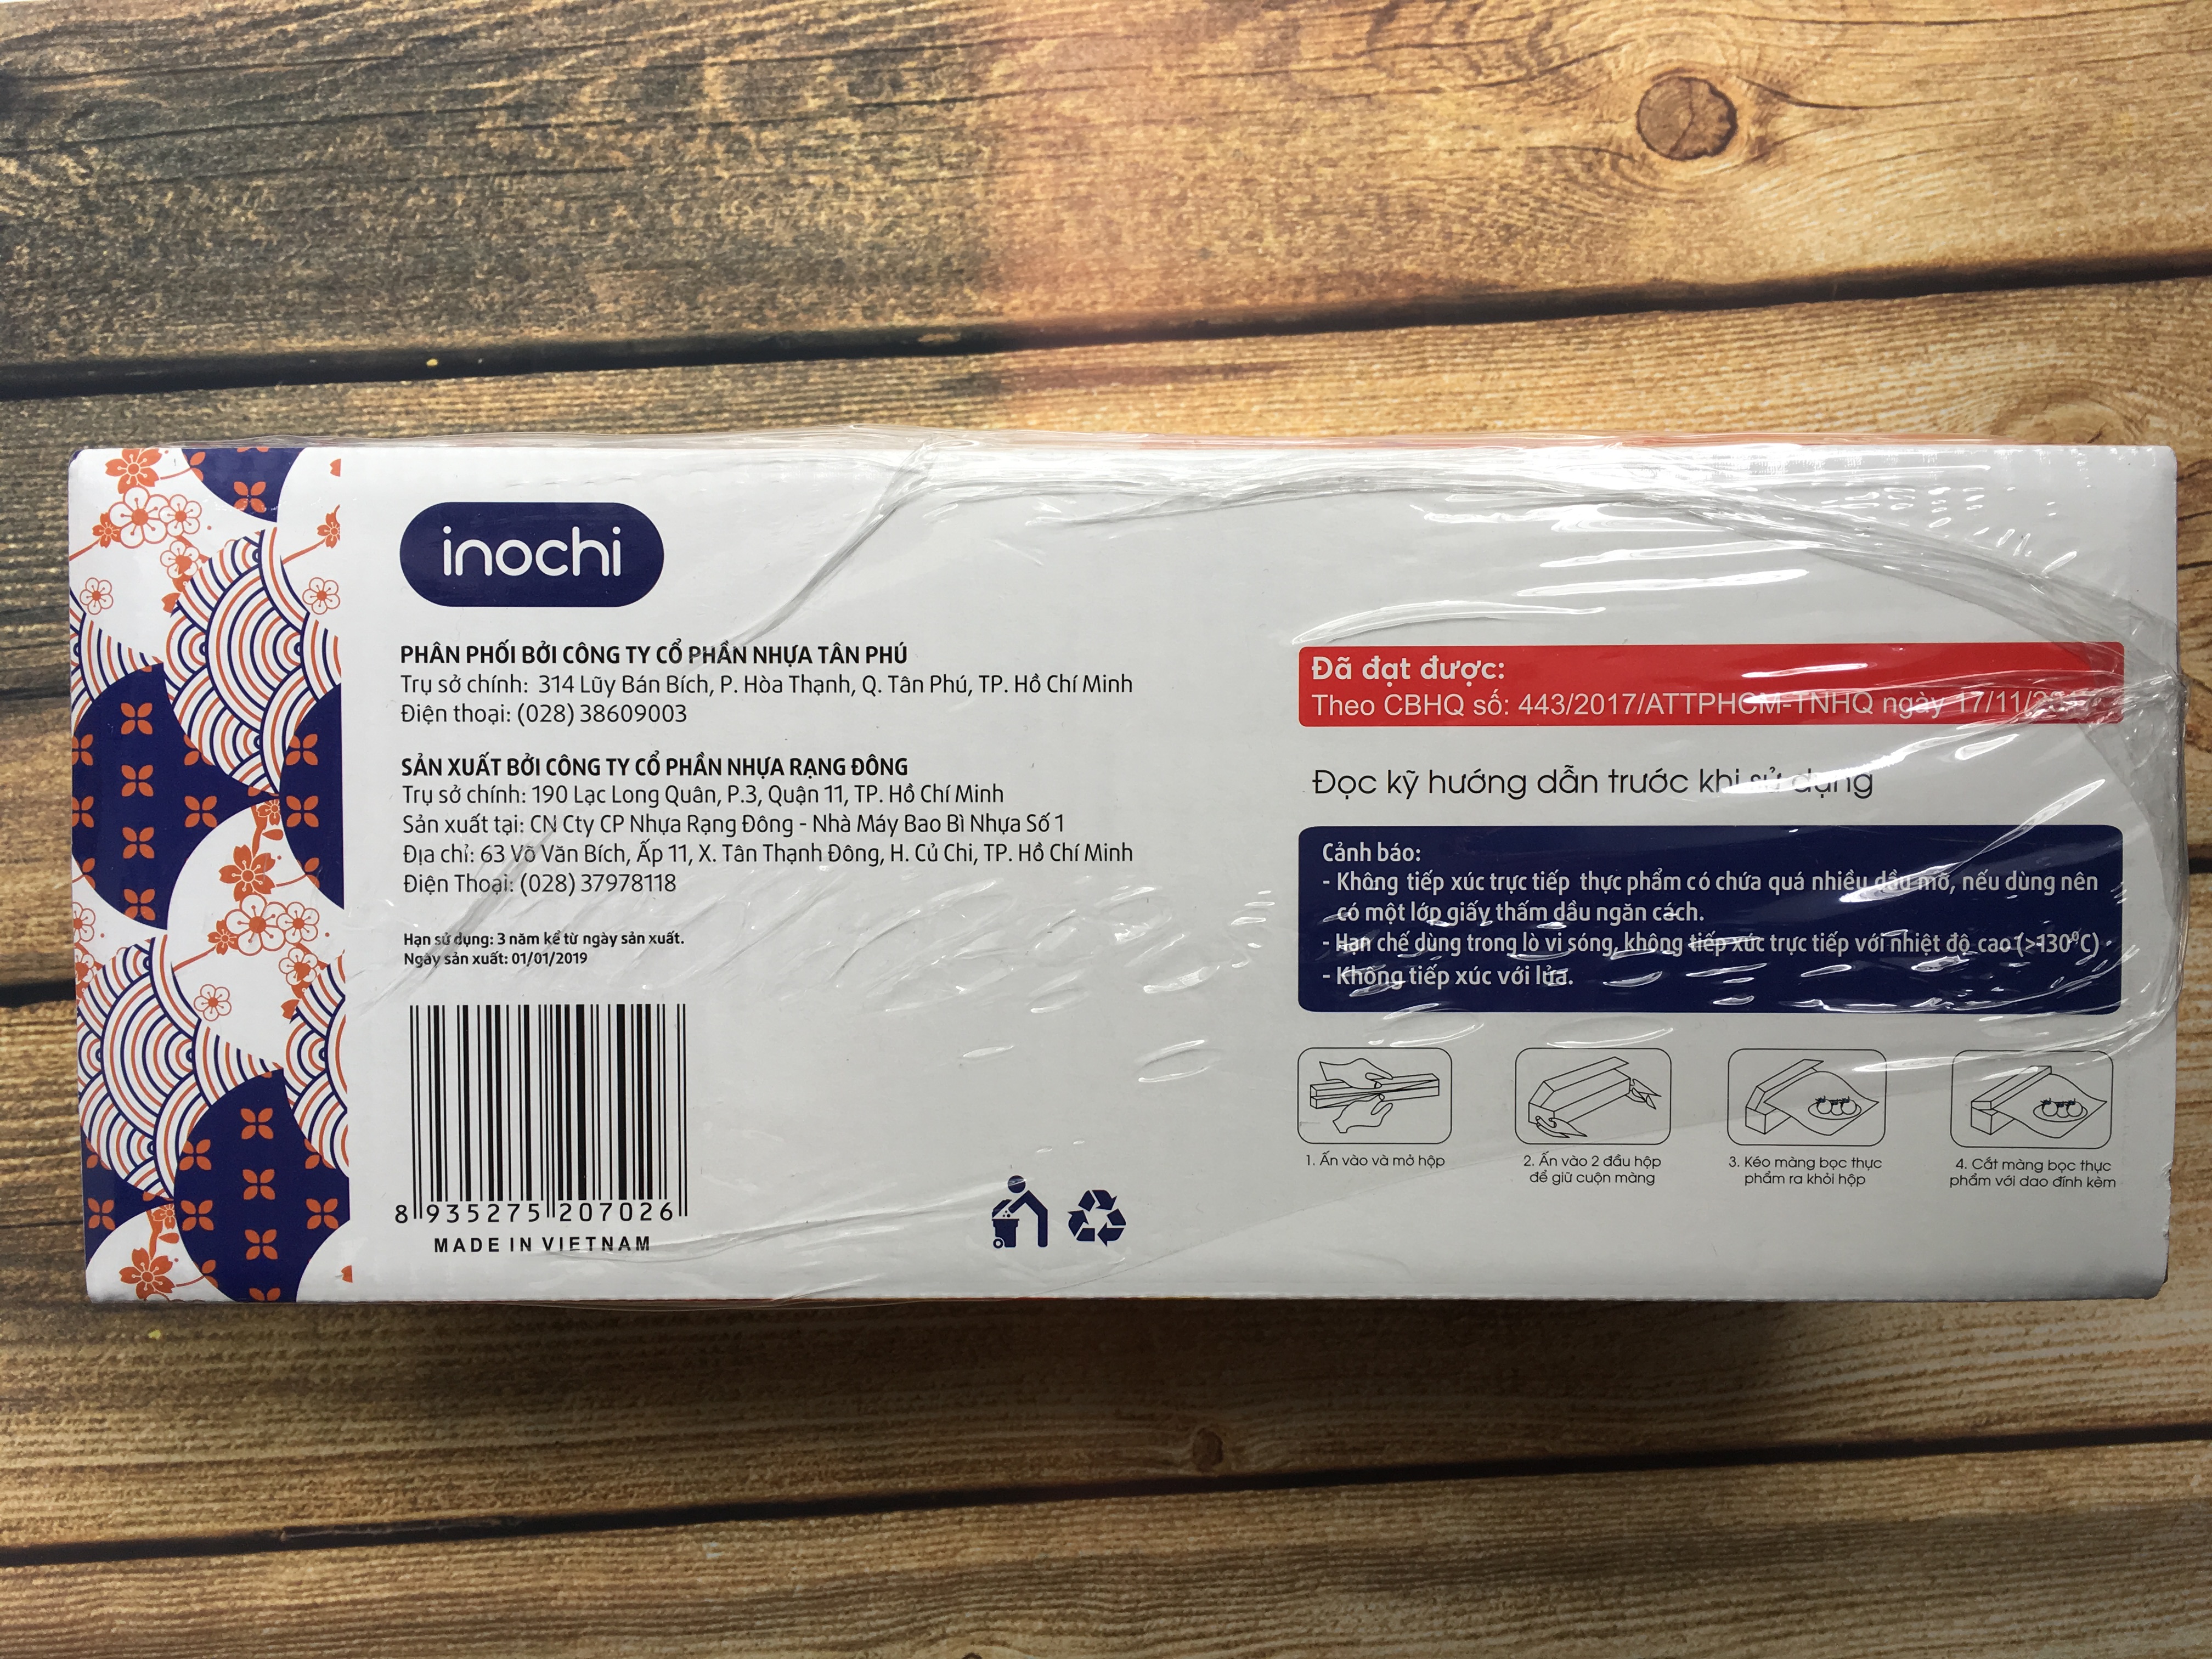 inochi
PHÂN PHỐI BỞI CÔNG TY CỔ PHẦN NHỰA TÂN PHÚ
Trụ sở chính: 314 Lũy Bán Bích, P. Hòa Thạnh, Q. Tân Phú, TP. Hồ Chí Minh
Điện thoại: (028) 38609003
SẢN XUẤT BỞI CÔNG TY CỔ PHẦN NHỰA RẠNG ĐÔNG
Trụ sở chính: 190 Lạc Long Quân, P.3, Quận 11, TP. Hồ Chí Minh
Sản xuất tại: CN Cty CP Nhựa Rạng Đông - Nhà Máy Bao Bì Nhựa Số 1
Địa chỉ: 63 Võ Văn Bích, Ấp 11, X. Tân Thạnh Đông, H. Củ Chi, TP. Hồ Chí Minh
Điện Thoại: (028) 37978118
Hạn sử dụng: 3 năm kể từ ngày sản xuất.
Ngày sản xuất: 01/01/2019
8 935275 207026
MADE IN VIETNAM
Đã đạt được:
Theo CBHQ số: 443/2017/ATTPHCM-TNHQ ngày
Đọc kỹ hướng dẫn trước khi sử dụng
Cảnh báo:
- Không tiếp xúc trực tiếp thực phẩm có chứa quá nhiều dầu mỡ, nếu dùng nên
có một lớp giấy thấm dầu ngăn cách.
- Hạn chế dùng trong lò vi sóng, không tiếp xúc trực tiếp với nhiệt độ cao (>130⁰C)
- Không tiếp xúc với lửa.
1. Ấn vào và mở hộp
2. Ấn vào 2 đầu hộp
để giữ cuộn màng
3. Kéo màng bọc thực
phẩm ra khỏi hộp
4. Cắt màng bọc thực
phẩm với dao đính kèm